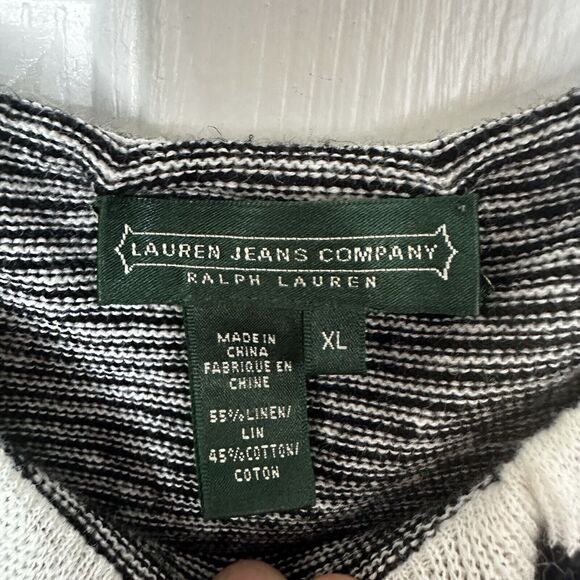 LAUREN JEANS COMPANY
RALPH LAUREN
XL
MADE IN
CHINA
FABRIQUE EN
CHINE
55% LINEN/
LIN
45% COTTON/
COTON